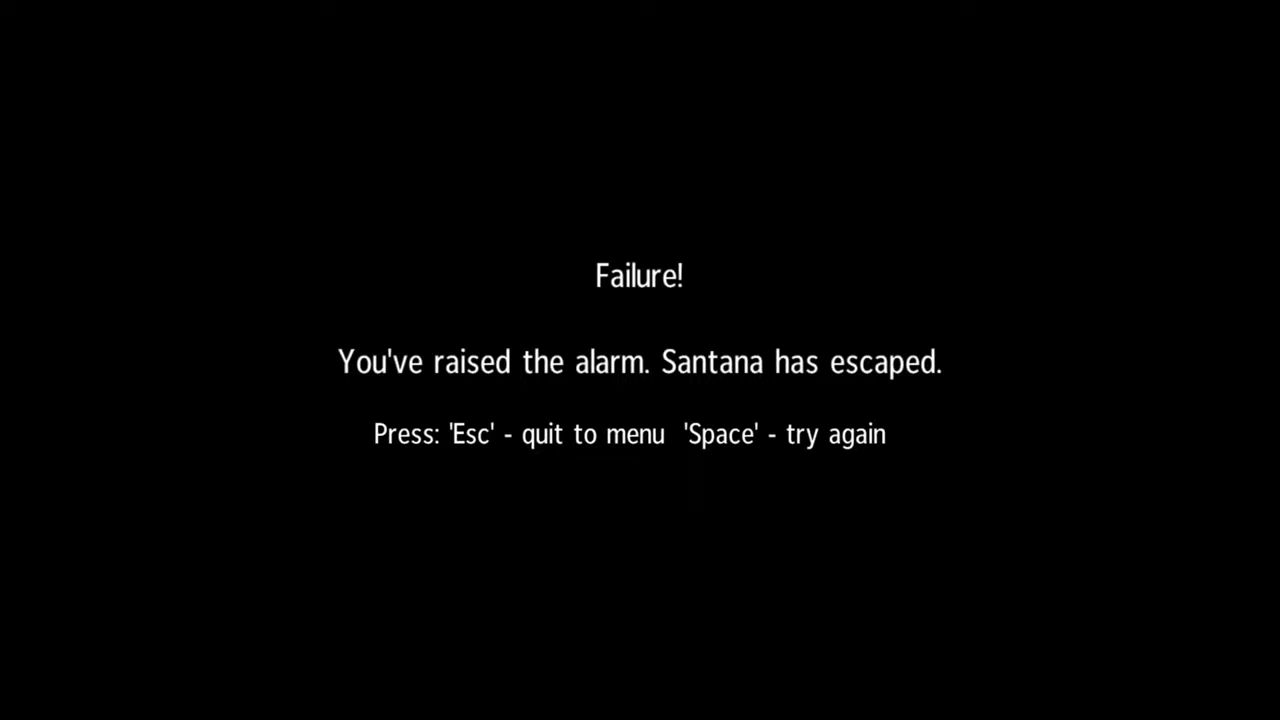 Failure!
You've raised the alarm. Santana has escaped.
Press: 'Esc' - quit to menu  'Space' - try again